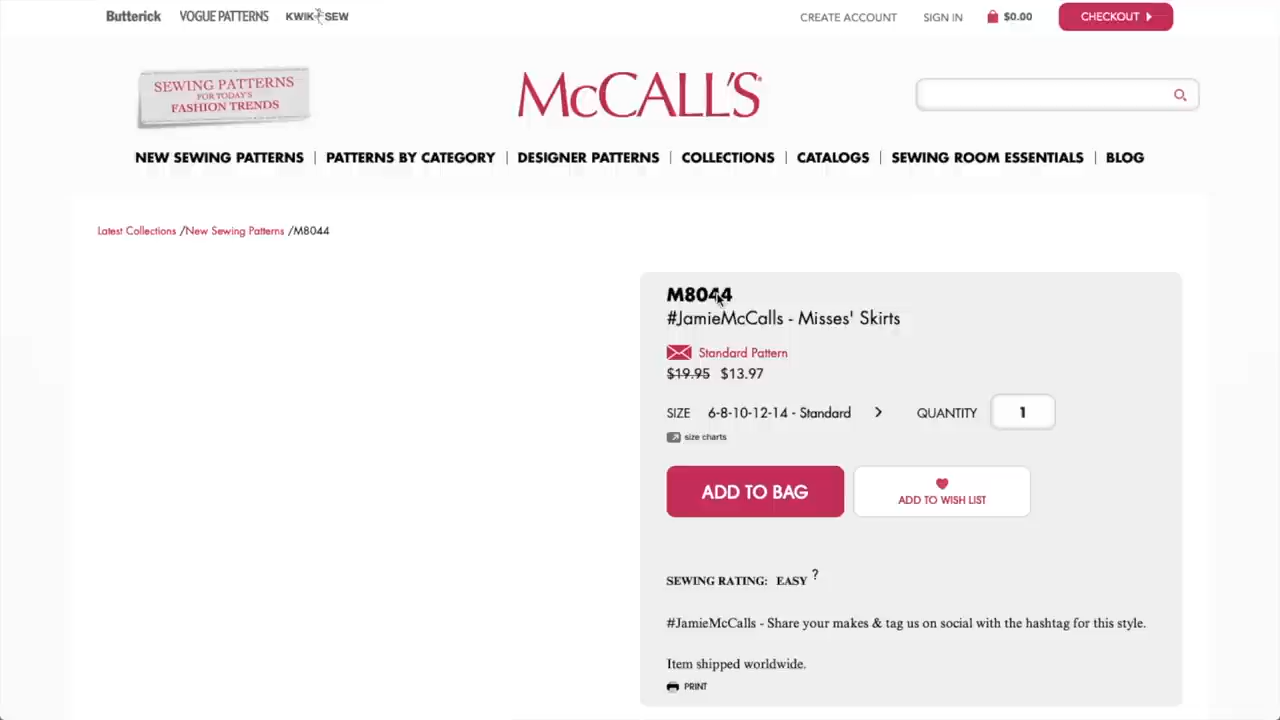 Butterick VOGUE PATTERNS KWIK SEW CREATE ACCOUNT SIGN IN $0.00 CHECKOUT
SEWING PATTERNS
FOR TODAY'S
FASHION TRENDS
McCALL'S
NEW SEWING PATTERNS | PATTERNS BY CATEGORY | DESIGNER PATTERNS | COLLECTIONS | CATALOGS | SEWING ROOM ESSENTIALS | BLOG
Latest Collections /New Sewing Patterns /M8044
M8044
#JamieMcCalls - Misses' Skirts
Standard Pattern
$19.95 $13.97
SIZE 6-8-10-12-14 - Standard > QUANTITY 1
size charts
ADD TO BAG
ADD TO WISH LIST
SEWING RATING: EASY ?
#JamieMcCalls - Share your makes & tag us on social with the hashtag for this style.
Item shipped worldwide.
PRINT